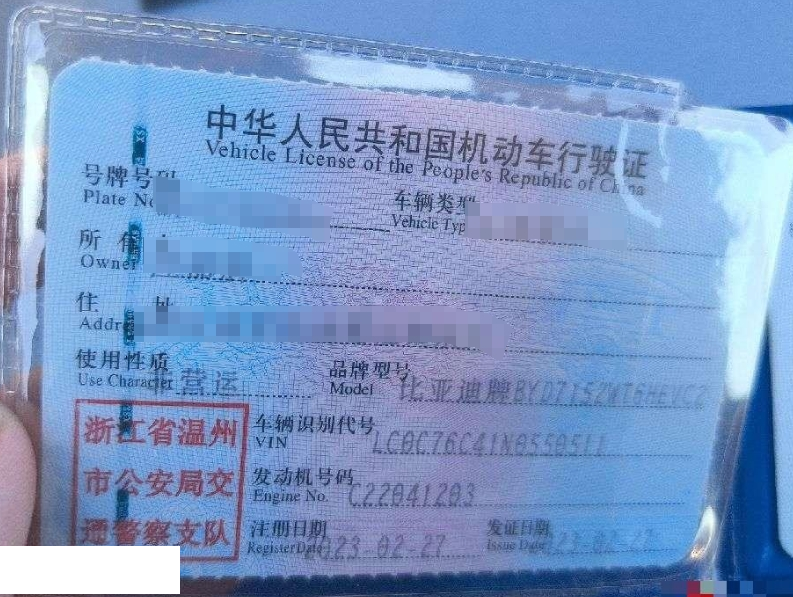 中华人民共和国机动车行驶证
Vehicle License of the People's Republic of China
号牌号码 车辆类型
Plate No. Vehicle Type
所有人
Owner
住 址
Address
使用性质 非营运 品牌型号 比亚迪牌BYD7152WT6HEVC2
Use Character Model
浙江省温州
市公安局交
通警察支队
车辆识别代号 LC0C76C41N0550511
VIN
发动机号码 C22041203
Engine No.
注册日期 2023-02-27 发证日期 2023-02-27
Register Date Issue Date